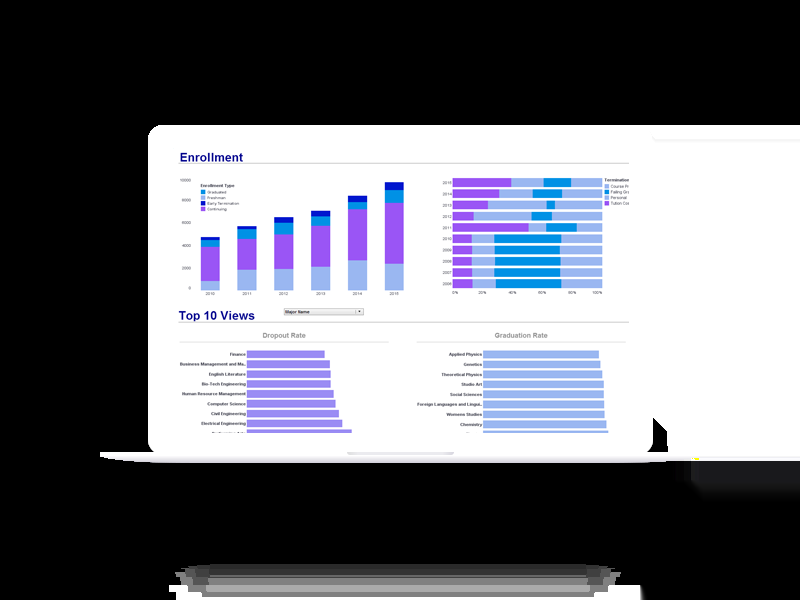 Enrollment
10000
8000
6000
4000
2000
0
Enrollment Type
Graduated
Freshmen
Early Termination
Continuing
2010
2011
2012
2013
2014
2015
2015
2014
2013
2012
2011
2010
2009
2008
2007
2006
0%
20%
40%
60%
80%
100%
Termination
Course Pr
Failing Gr
Personal
Tution Co
Top 10 Views
Major Name
Dropout Rate
Finance
Business Management and Ma..
English Literature
Bio-Tech Engineering
Human Resource Management
Computer Science
Civil Engineering
Electrical Engineering
Graduation Rate
Applied Physics
Genetics
Theoretical Physics
Studio Art
Social Sciences
Foreign Languages and Lingui..
Womens Studies
Chemistry